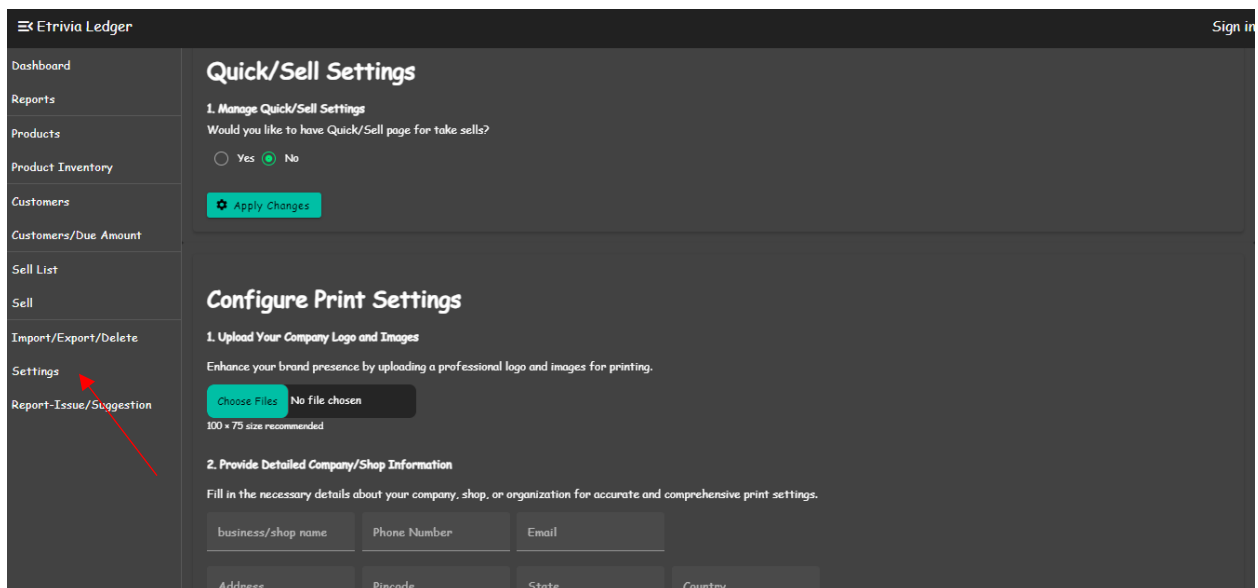 Etrivia Ledger
Sign in
Dashboard
Reports
Products
Product Inventory
Customers
Customers/Due Amount
Sell List
Sell
Import/Export/Delete
Settings
Report-Issue/Suggestion
Quick/Sell Settings
1. Manage Quick/Sell Settings
Would you like to have Quick/Sell page for take sells?
Yes No
Apply Changes
Configure Print Settings
1. Upload Your Company Logo and Images
Enhance your brand presence by uploading a professional logo and images for printing.
Choose Files No file chosen
100 × 75 size recommended
2. Provide Detailed Company/Shop Information
Fill in the necessary details about your company, shop, or organization for accurate and comprehensive print settings.
business/shop name Phone Number Email
Address Pincode State Country